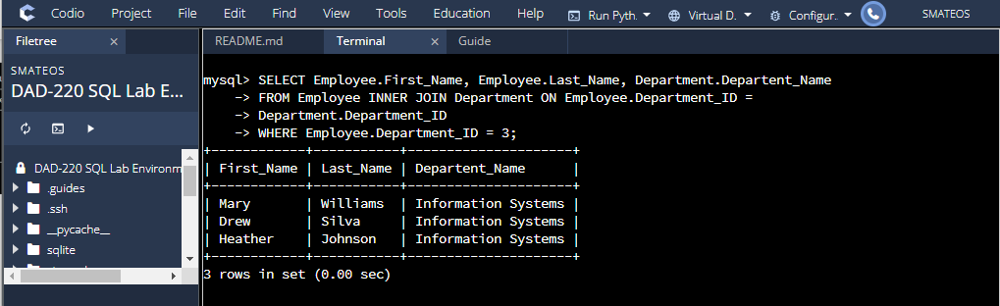 Codio Project File Edit Find View Tools Education Help Run Pyth. Virtual D. Configur.. SMATEOS
Filetree
SMATEOS
DAD-220 SQL Lab E...
DAD-220 SQL Lab Environm
.guides
.ssh
__pycache__
sqlite
README.md Terminal Guide
mysql> SELECT Employee.First_Name, Employee.Last_Name, Department.Departent_Name
-> FROM Employee INNER JOIN Department ON Employee.Department_ID =
-> Department.Department_ID
-> WHERE Employee.Department_ID = 3;
+------------+-----------+---------------------+
| First_Name | Last_Name | Departent_Name |
+------------+-----------+---------------------+
| Mary | Williams | Information Systems |
| Drew | Silva | Information Systems |
| Heather | Johnson | Information Systems |
+------------+-----------+---------------------+
3 rows in set (0.00 sec)